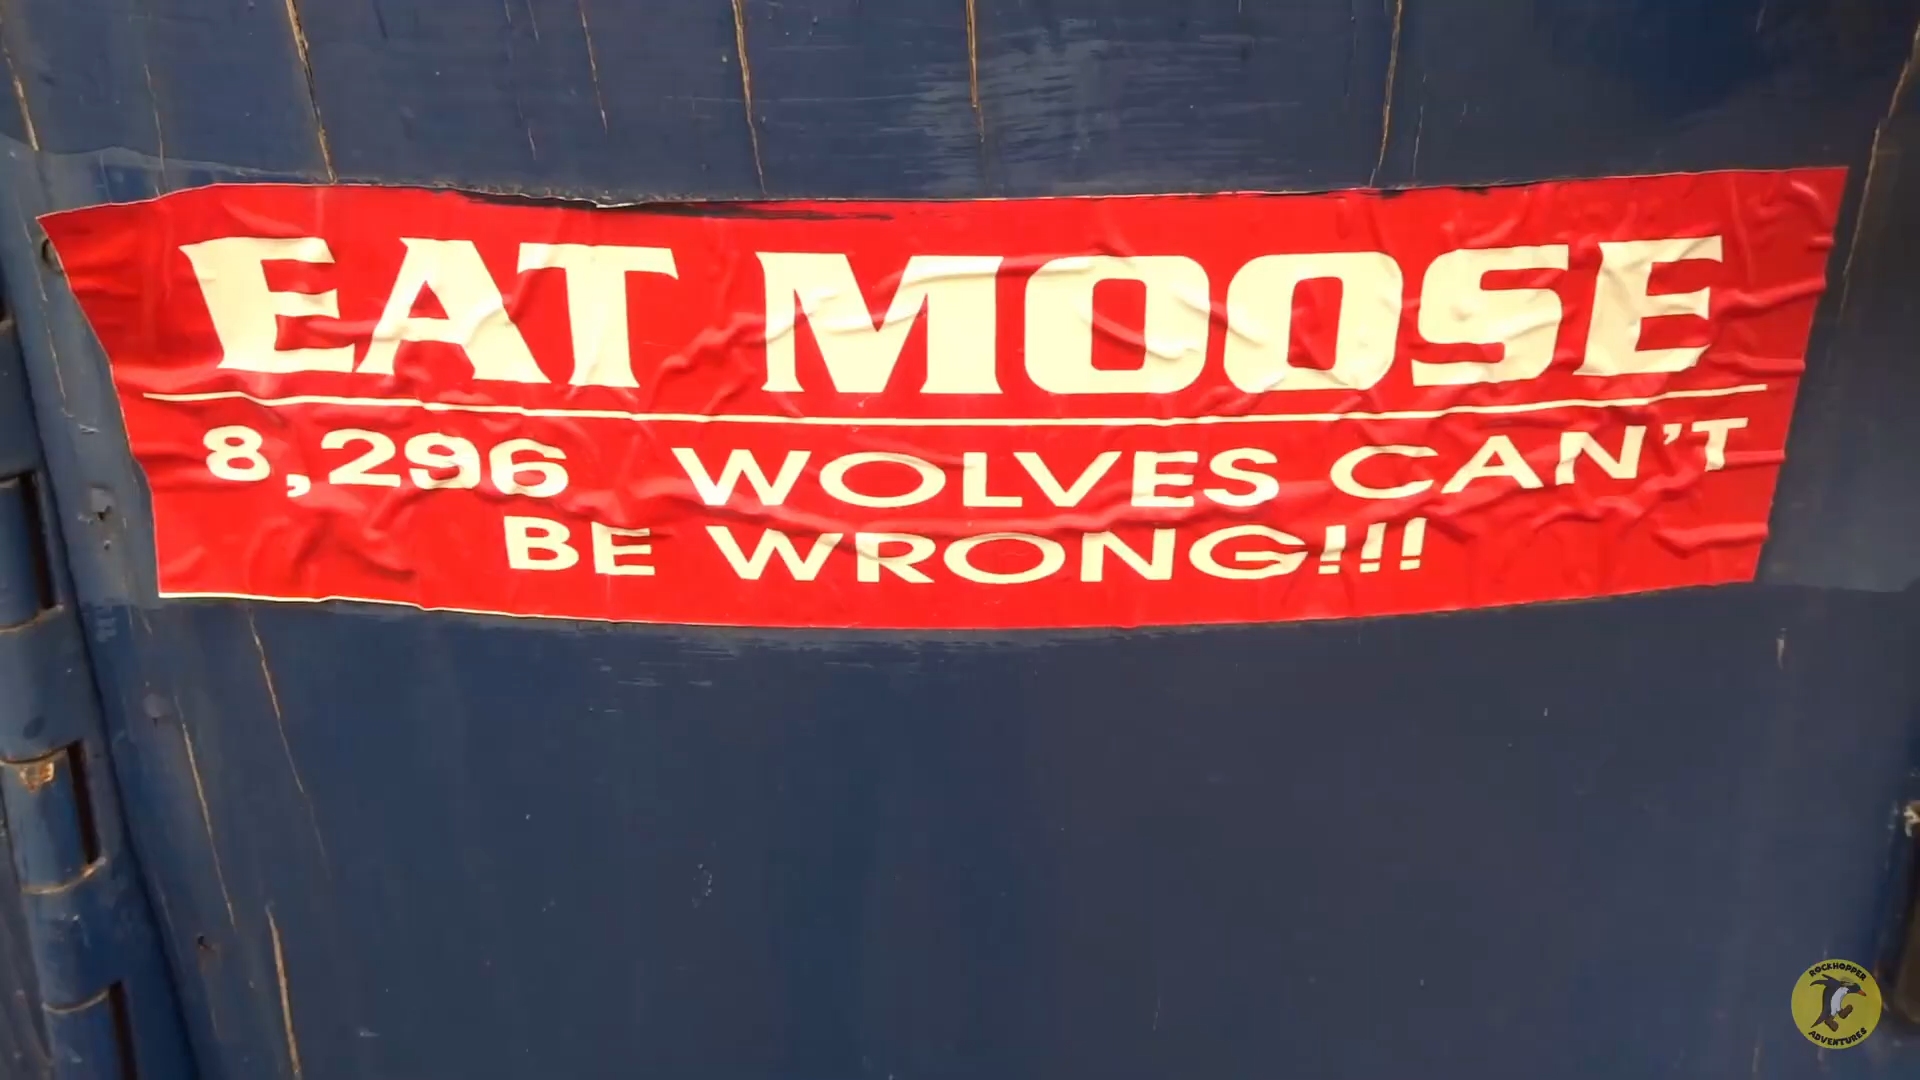 EAT MOOSE
8,296 WOLVES CAN'T
BE WRONG!!!
ROCKHOPPER
ADVENTURES